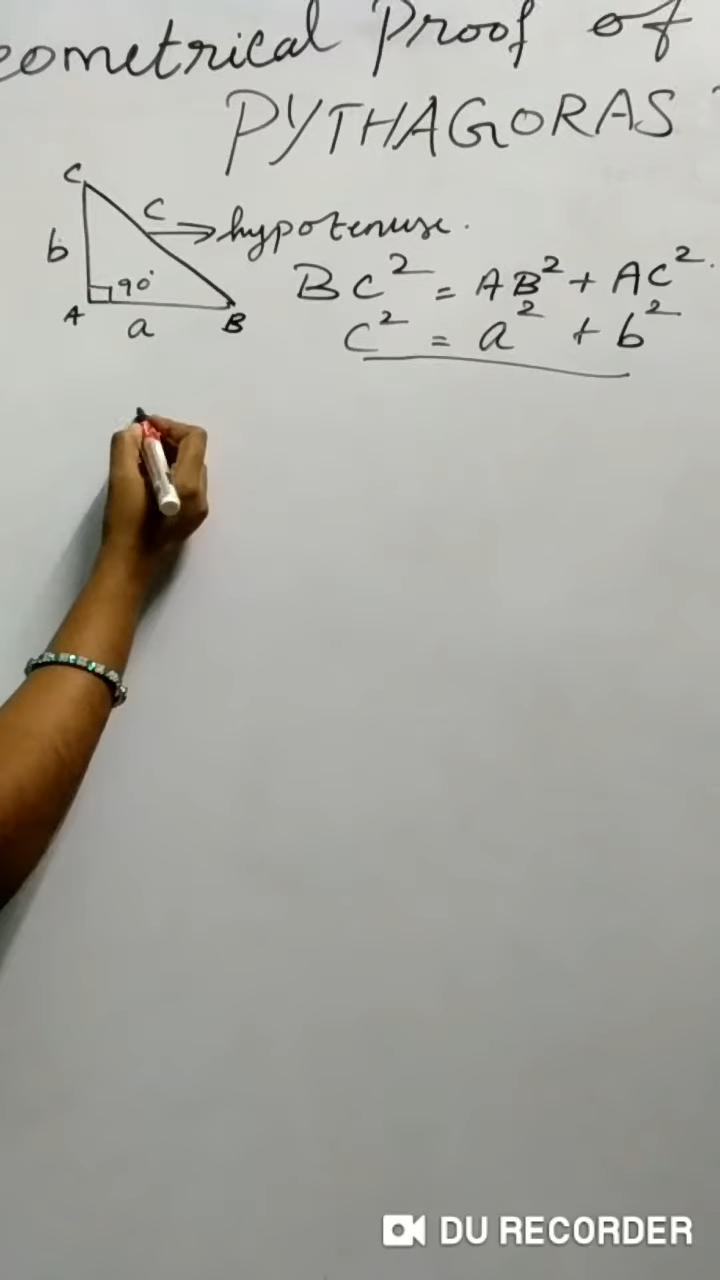 eometrical Proof of
PYTHAGORAS
C
c → hypotenuse.
b
90°
A
a
B
BC² = AB² + AC².
c² = a² + b²
DU RECORDER